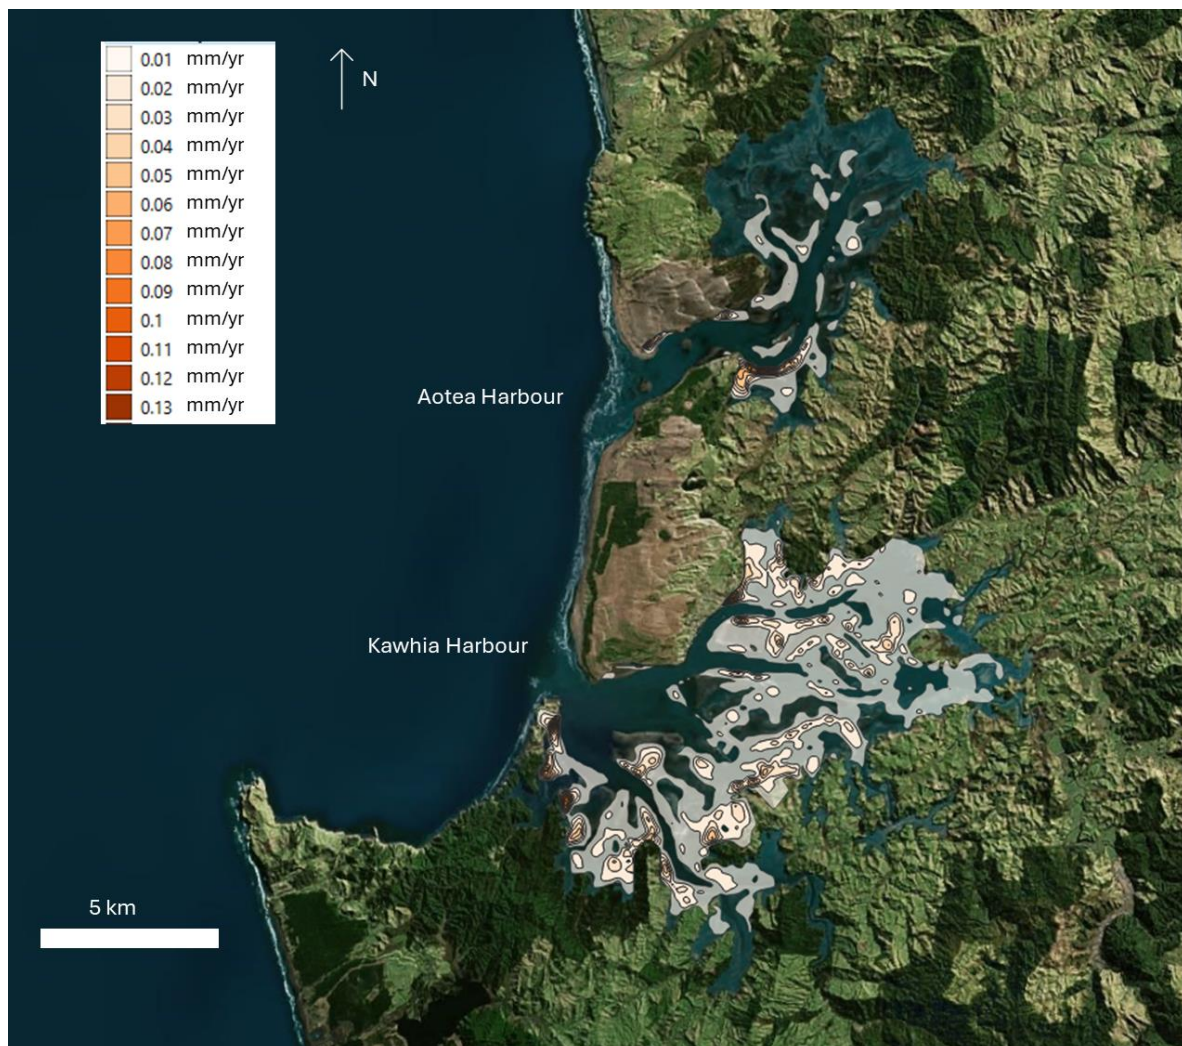 0.01 mm/yr
0.02 mm/yr
0.03 mm/yr
0.04 mm/yr
0.05 mm/yr
0.06 mm/yr
0.07 mm/yr
0.08 mm/yr
0.09 mm/yr
0.1 mm/yr
0.11 mm/yr
0.12 mm/yr
0.13 mm/yr
N
Aotea Harbour
Kawhia Harbour
5 km